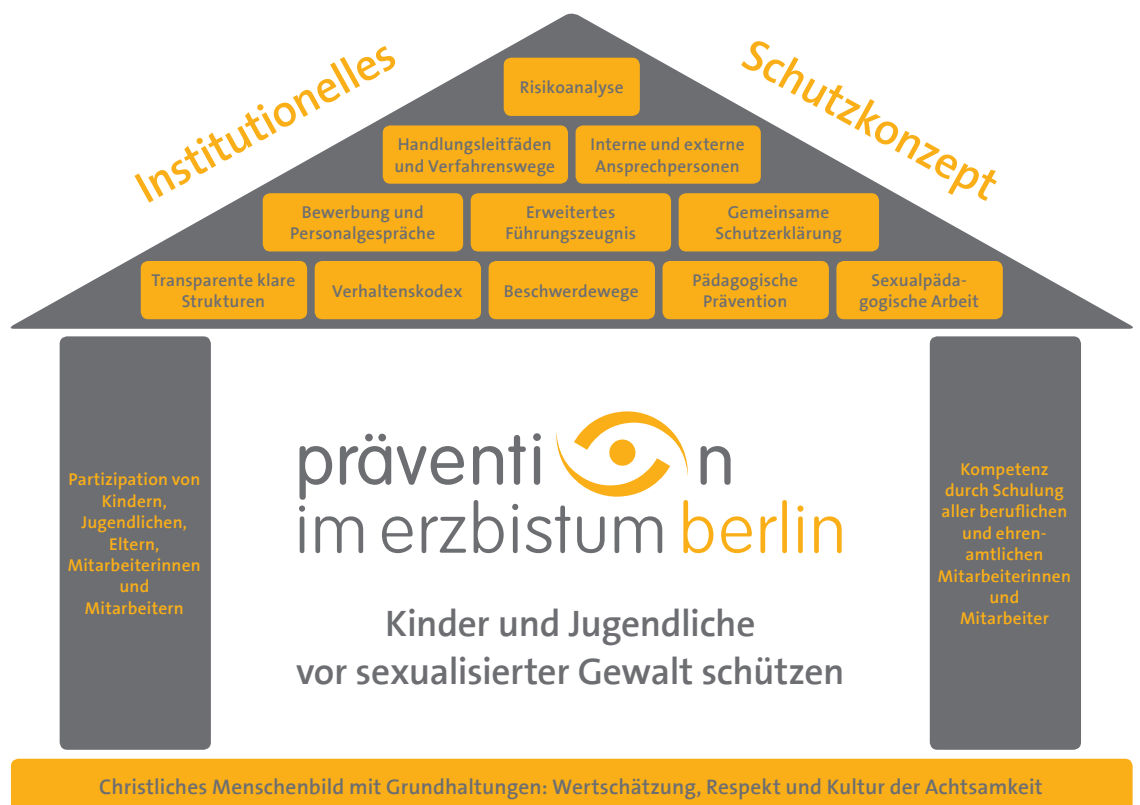 Institutionelles
Schutzkonzept
Risikoanalyse
Handlungsleitfäden
und Verfahrenswege
Interne und externe
Ansprechpersonen
Bewerbung und
Personalgespräche
Erweitertes
Führungszeugnis
Gemeinsame
Schutzerklärung
Transparente klare
Strukturen
Verhaltenskodex
Beschwerdewege
Pädagogische
Prävention
Sexualpäda-
gogische Arbeit
Partizipation von
Kindern,
Jugendlichen,
Eltern,
Mitarbeiterinnen
und
Mitarbeitern
prävention
im erzbistum berlin
Kinder und Jugendliche
vor sexualisierter Gewalt schützen
Kompetenz
durch Schulung
aller beruflichen
und ehren-
amtlichen
Mitarbeiterinnen
und
Mitarbeiter
Christliches Menschenbild mit Grundhaltungen: Wertschätzung, Respekt und Kultur der Achtsamkeit